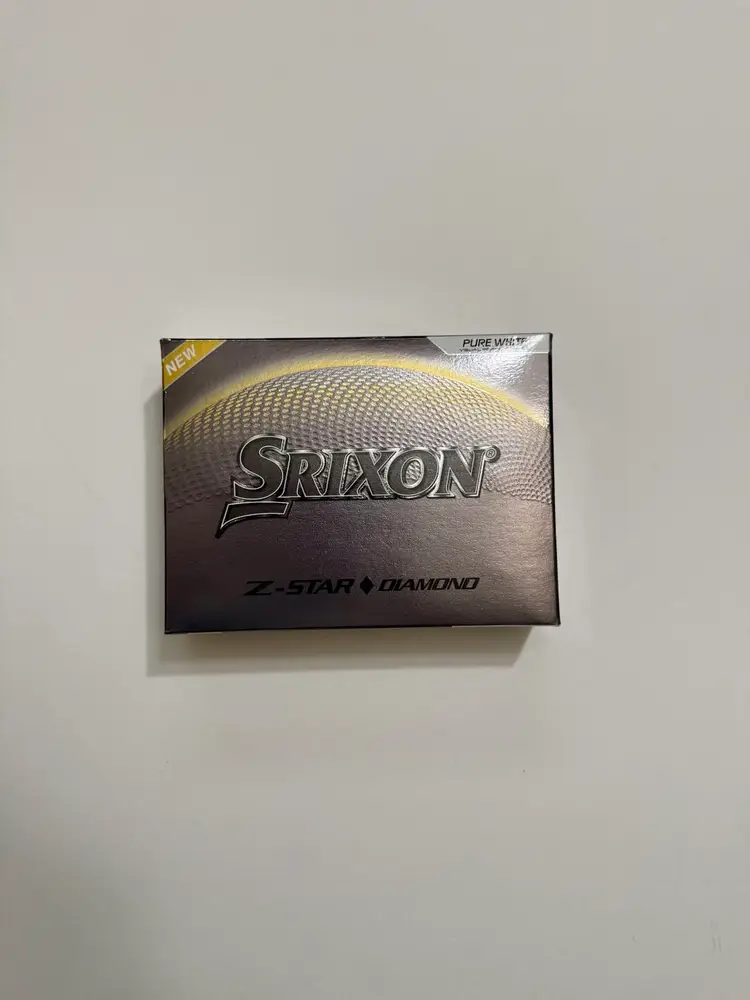 NEW
PURE WHITE
SRIXON®
Z-STAR♦DIAMOND